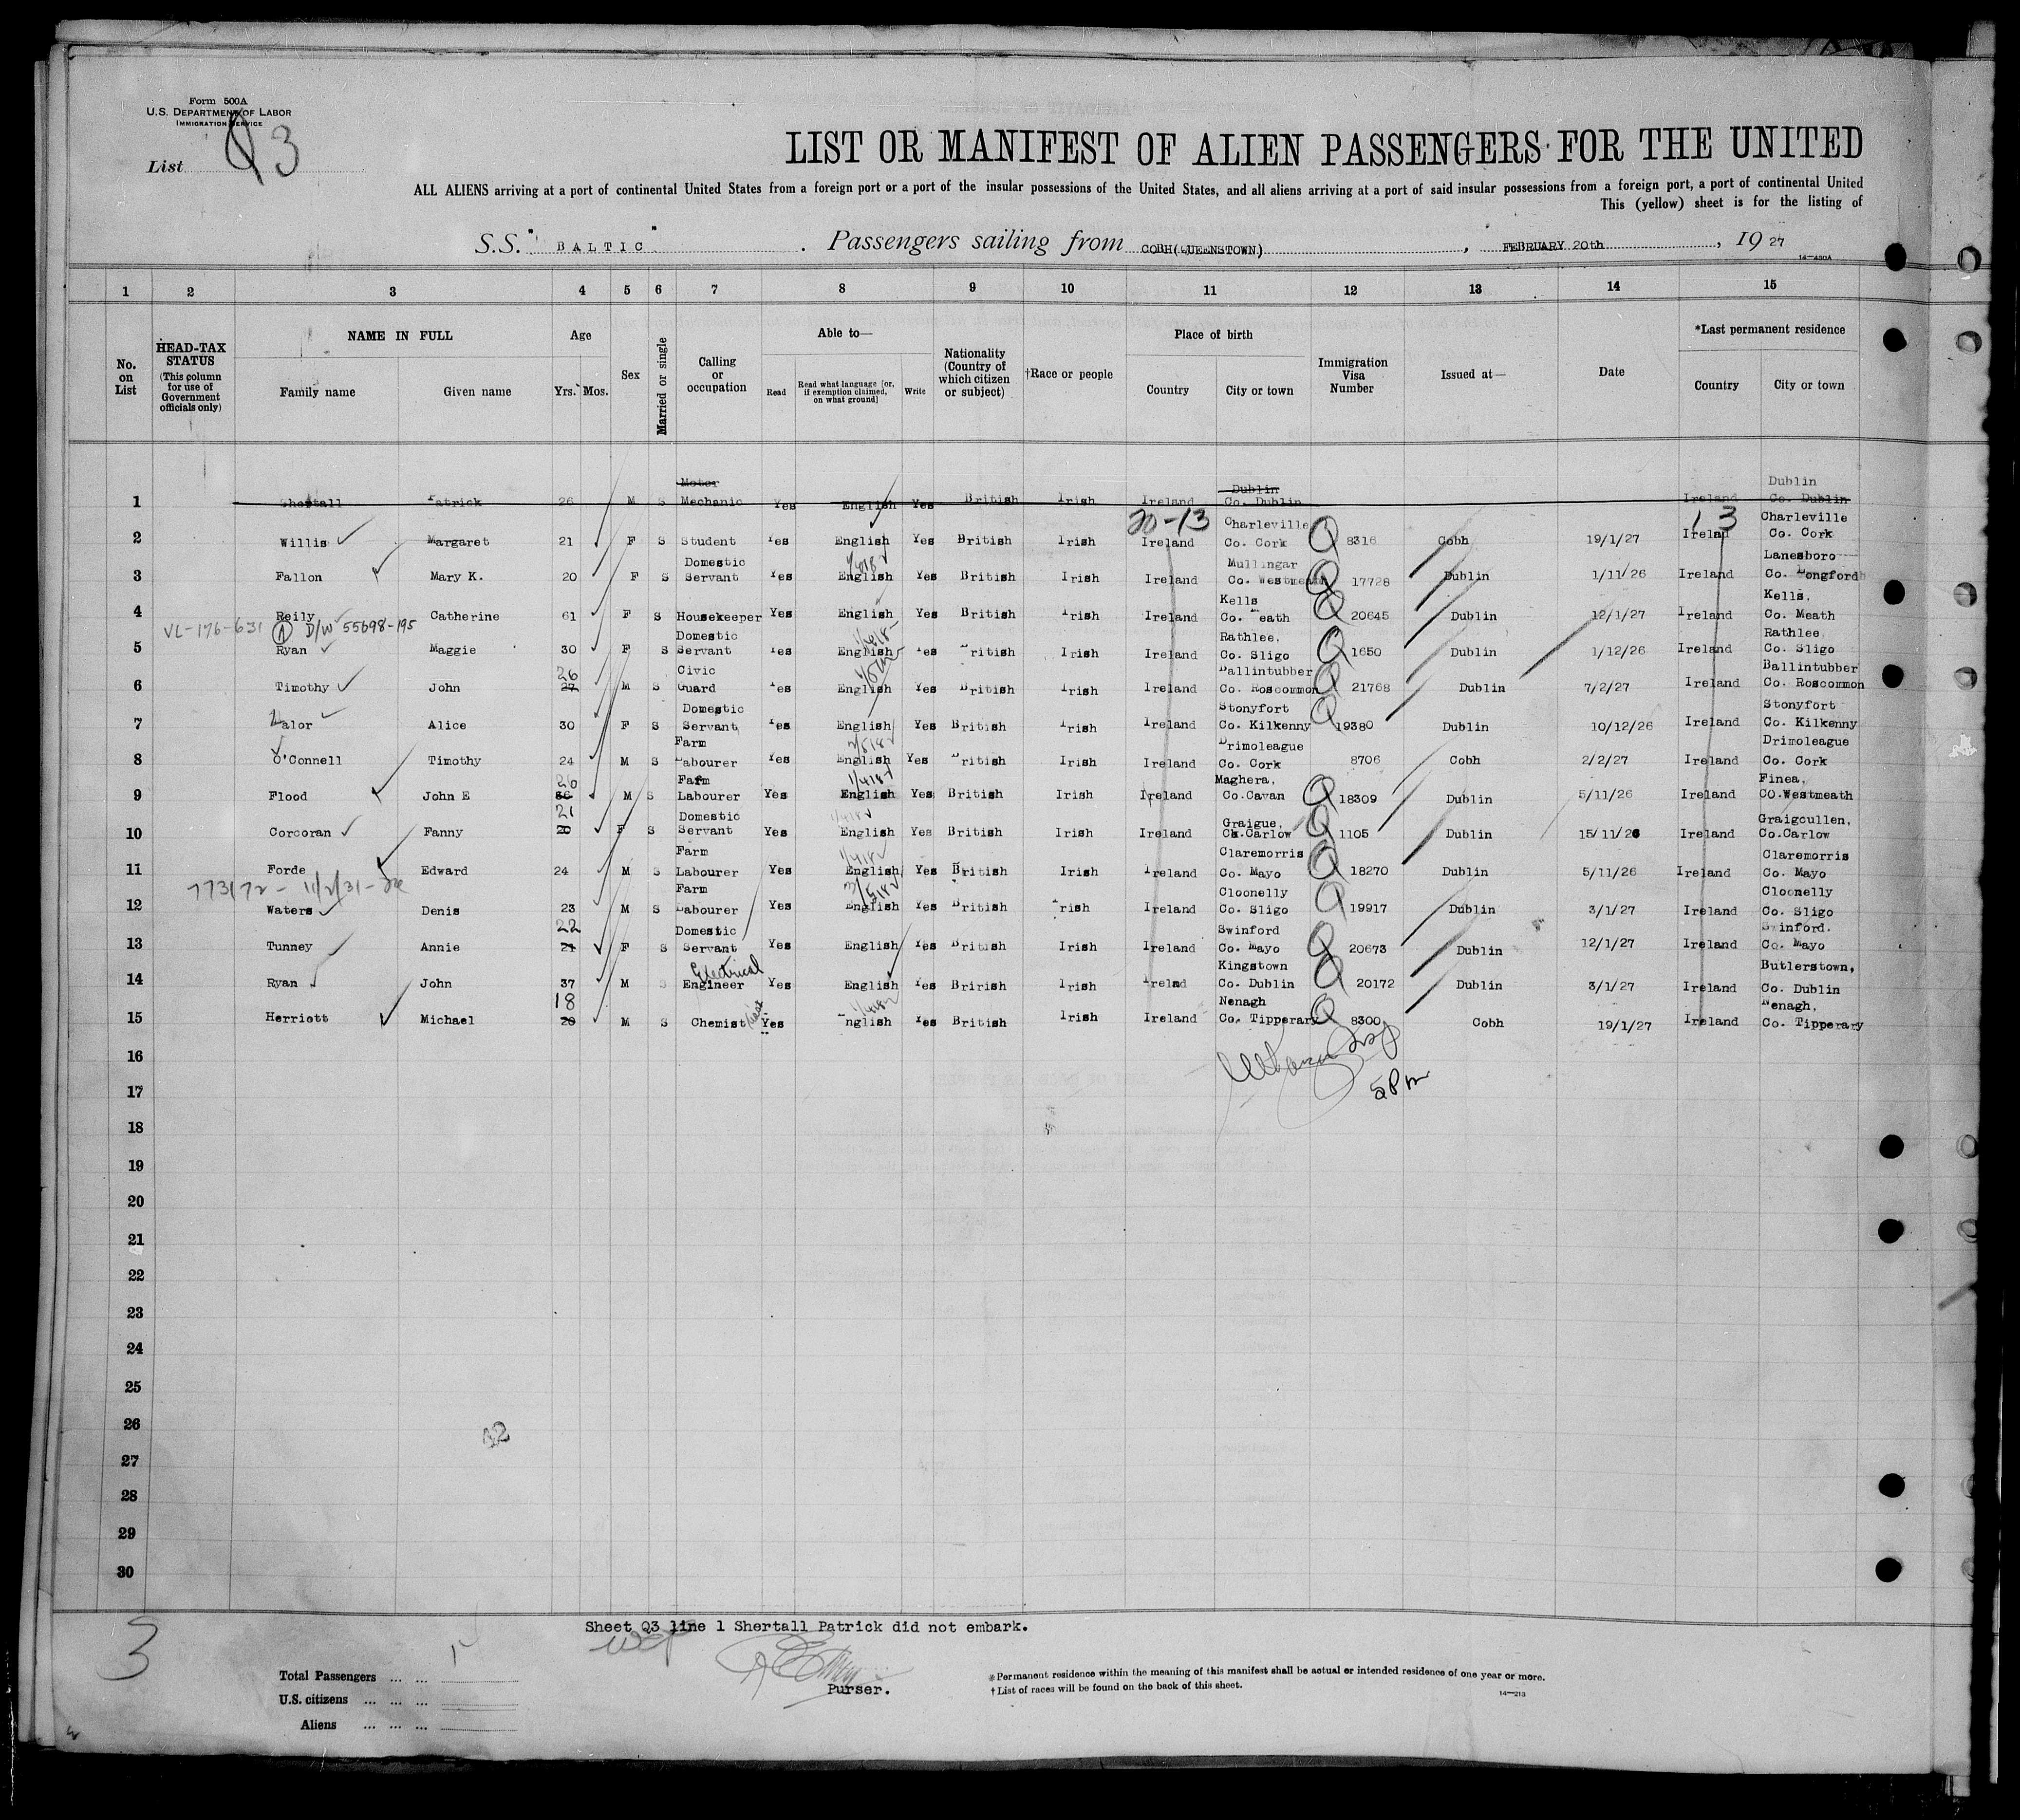 Form 500A
U.S. DEPARTMENT OF LABOR
IMMIGRATION SERVICE
List Q3
LIST OR MANIFEST OF ALIEN PASSENGERS FOR THE UNITED
ALL ALIENS arriving at a port of continental United States from a foreign port or a port of the insular possessions of the United States, and all aliens arriving at a port of said insular possessions from a foreign port, a port of continental United
This (yellow) sheet is for the listing of
S.S. " BALTIC " . Passengers sailing from COBH(QUEENSTOWN) , FEBRUARY 20th , 19 27
14—430A
1 2 3 4 5 6 7 8 9 10 11 12 13 14 15
No. on List
HEAD-TAX STATUS (This column for use of Government officials only)
NAME IN FULL
Family name Given name
Age
Yrs. Mos.
Sex
Married or single
Calling or occupation
Able to—
Read Read what language [or, if exemption claimed, on what ground] Write
Nationality (Country of which citizen or subject)
†Race or people
Place of birth
Country City or town
Immigration Visa Number
Issued at—
Date
*Last permanent residence
Country City or town
Motor Dublin Dublin
1 Shertall Patrick 26 M S Mechanic Yes English Yes British Irish Ireland Co. Dublin Ireland Co. Dublin
20-13 Charleville 13 Charleville
2 Willis Margaret 21 F S Student Yes English Yes British Irish Ireland Co. Cork Q 8316 Cobh 19/1/27 Irelnd Co. Cork
Domestic Mullingar Lanesboro
3 Fallon Mary K. 20 F S Servant Yes English Yes British Irish Ireland Co. Westmeath Q 17728 Dublin 1/11/26 Ireland Co. Longford
Kells Kells,
4 Reily Catherine 61 F S Housekeeper Yes English Yes British Irish Ireland Co. Meath Q 20645 Dublin 12/1/27 Ireland Co. Meath
VL-176-631 (A) D/W 55698-195 Domestic Rathlee, Rathlee,
5 Ryan Maggie 30 F S Servant Yes English Yes British Irish Ireland Co. Sligo Q 1650 Dublin 1/12/26 Ireland Co. Sligo
26 Civic Ballintubber Ballintubber
6 Timothy John 27 M S Guard Yes English Yes British Irish Ireland Co. Roscommon Q 21768 Dublin 7/2/27 Ireland Co. Roscommon
Domestic Stonyfort Stonyfort
7 Lalor Alice 30 F S Servant Yes English Yes British Irish Ireland Co. Kilkenny Q 19380 Dublin 10/12/26 Ireland Co. Kilkenny
Farm Drimoleague Drimoleague
8 O'Connell Timothy 24 M S Labourer Yes English Yes British Irish Ireland Co. Cork 8706 Cobh 2/2/27 Ireland Co. Cork
26 Farm Maghera, Finea,
9 Flood John E 36 M S Labourer Yes English Yes British Irish Ireland Co.Cavan Q 18309 Dublin 5/11/26 Ireland CO.Westmeath
21 Domestic Graigue, Graigcullen,
10 Corcoran Fanny 20 F S Servant Yes English Yes British Irish Ireland Co.Carlow Q 1105 Dublin 15/11/26 Ireland Co.Carlow
Farm Claremorris Claremorris
11 Forde Edward 24 M S Labourer Yes English Yes British Irish Ireland Co. Mayo Q 18270 Dublin 5/11/26 Ireland Co. Mayo
Farm Cloonelly Cloonelly
12 Waters Denis 23 M S Labourer Yes English Yes British Irish Ireland Co. Sligo Q 19917 Dublin 3/1/27 Ireland Co. Sligo
22 Domestic Swinford Swinford.
13 Tunney Annie 21 F S Servant Yes English Yes British Irish Ireland Co. Mayo Q 20673 Dublin 12/1/27 Ireland Co. Mayo
Electrical Kingstown Butlerstown,
14 Ryan John 37 M S Engineer Yes English Yes Brirish Irish Irelnd Co. Dublin Q 20172 Dublin 3/1/27 Ireland Co. Dublin
18 Nenagh Nenagh,
15 Herriott Michael 20 M S Chemist Yes English Yes British Irish Ireland Co. Tipperary Q 8300 Cobh 19/1/27 Ireland Co. Tipperary
16
5 Pm
17
18
19
20
21
22
23
24
25
26
27
28
29
30
Sheet Q3 line 1 Shertall Patrick did not embark.
3
Purser.
Total Passengers ... ...
U.S. citizens ... ... ...
Aliens ... ... ...
*Permanent residence within the meaning of this manifest shall be actual or intended residence of one year or more.
†List of races will be found on the back of this sheet.
14—213